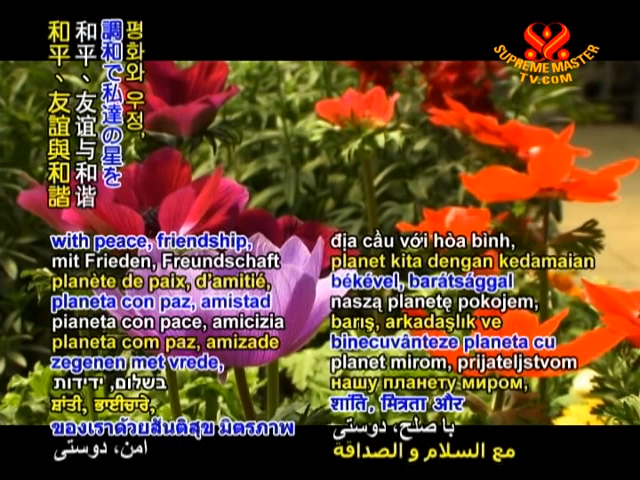 SUPREME MASTER
TV.COM
평화와 우정,
調和で私達の星を
和平、友谊与和谐
和平、友誼與和諧
with peace, friendship,
mit Frieden, Freundschaft
planète de paix, d'amitié,
planeta con paz, amistad
pianeta con pace, amicizia
planeta com paz, amizade
zegenen met vrede,
בשלום, ידידות
ਸ਼ਾਂਤੀ, ਭਾਈਚਾਰੇ,
ของเราด้วยสันติสุข มิตรภาพ
امن، دوستی
địa cầu với hòa bình,
planet kita dengan kedamaian
békével, barátsággal
naszą planetę pokojem,
barış, arkadaşlık ve
binecuvânteze planeta cu
planet mirom, prijateljstvom
нашу планету миром,
शांति, मित्रता और
با صلح، دوستی
مع السلام و الصداقة